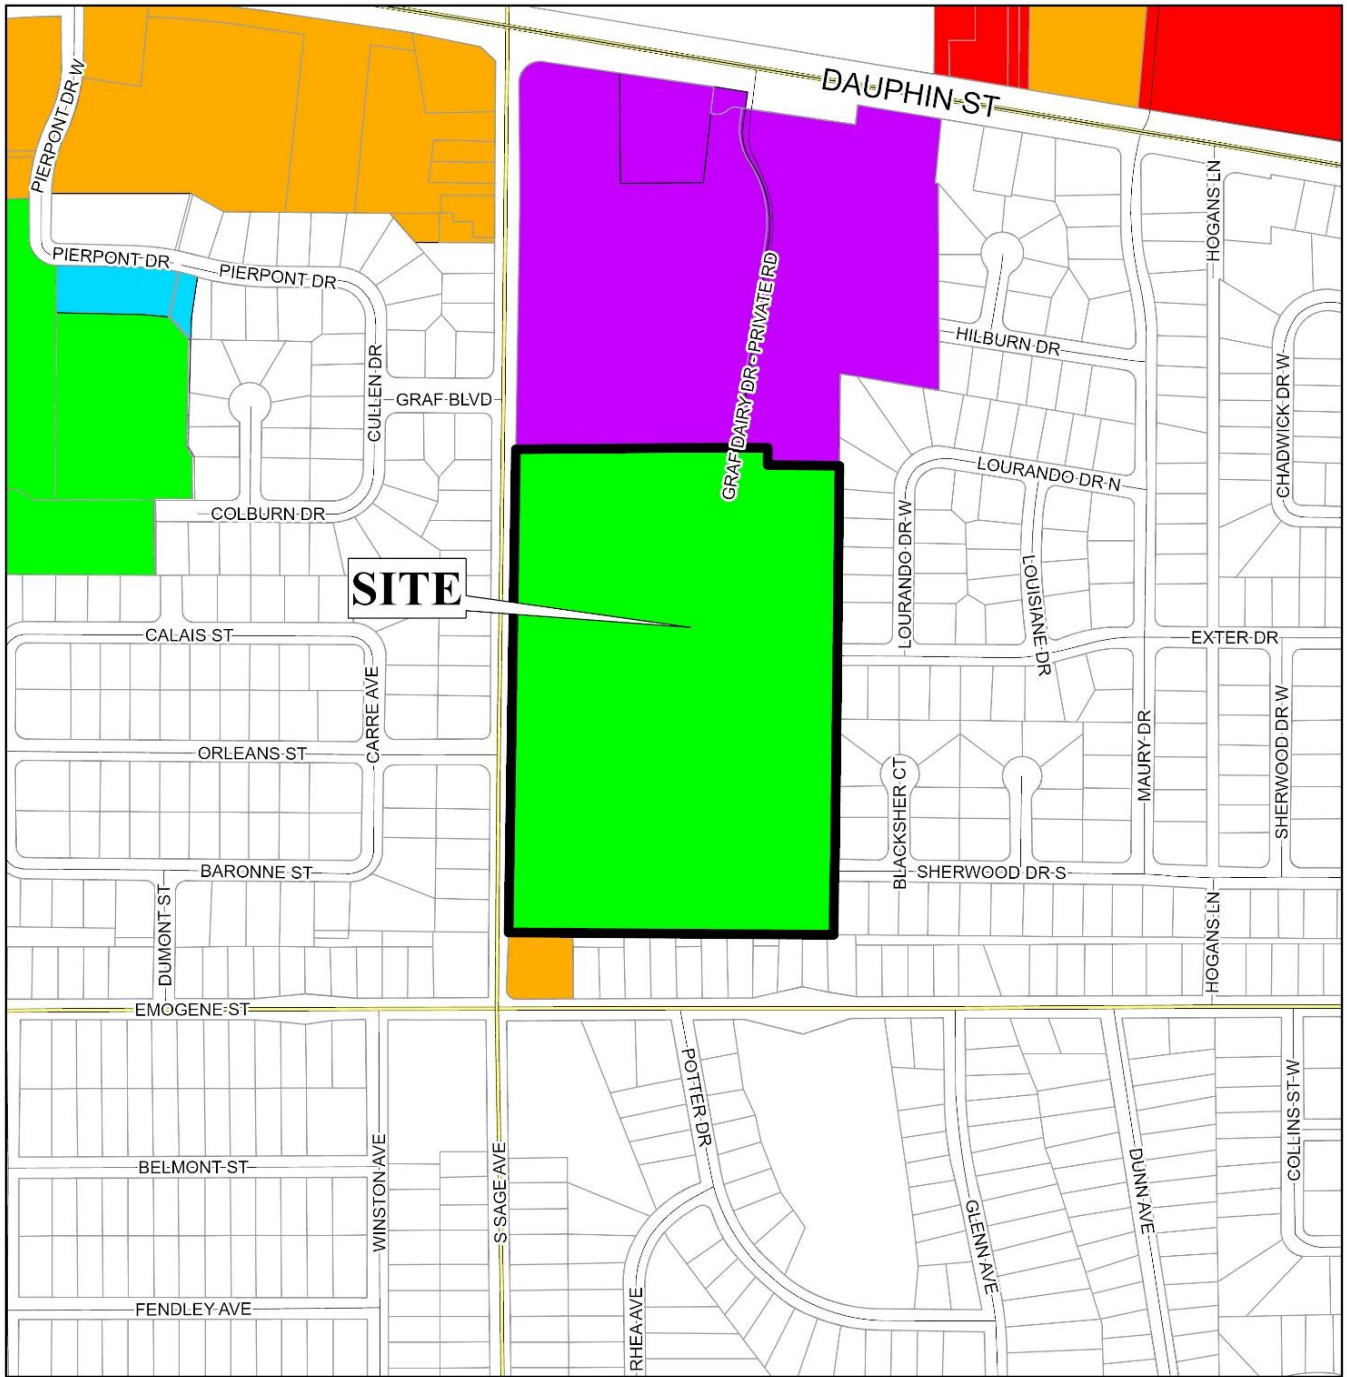 DAUPHIN ST
PIERPONT DR W
HOGANS LN
PIERPONT DR
PIERPONT DR
GRAF DAIRY DR - PRIVATE RD
HILBURN DR
CULLEN DR
GRAF BLVD
CHADWICK DR W
LOURANDO DR N
COLBURN DR
LOURANDO DR W
LOUISIANE DR
SITE
CALAIS ST
EXTER DR
CARRE AVE
ORLEANS ST
MAURY DR
SHERWOOD DR W
BLACKSHER CT
BARONNE ST
SHERWOOD DR S
DUMONT ST
HOGANS LN
EMOGENE ST
POTTER DR
COLLINS ST W
BELMONT ST
WINSTON AVE
S SAGE AVE
DUNN AVE
GLENN AVE
FENDLEY AVE
RHEA AVE